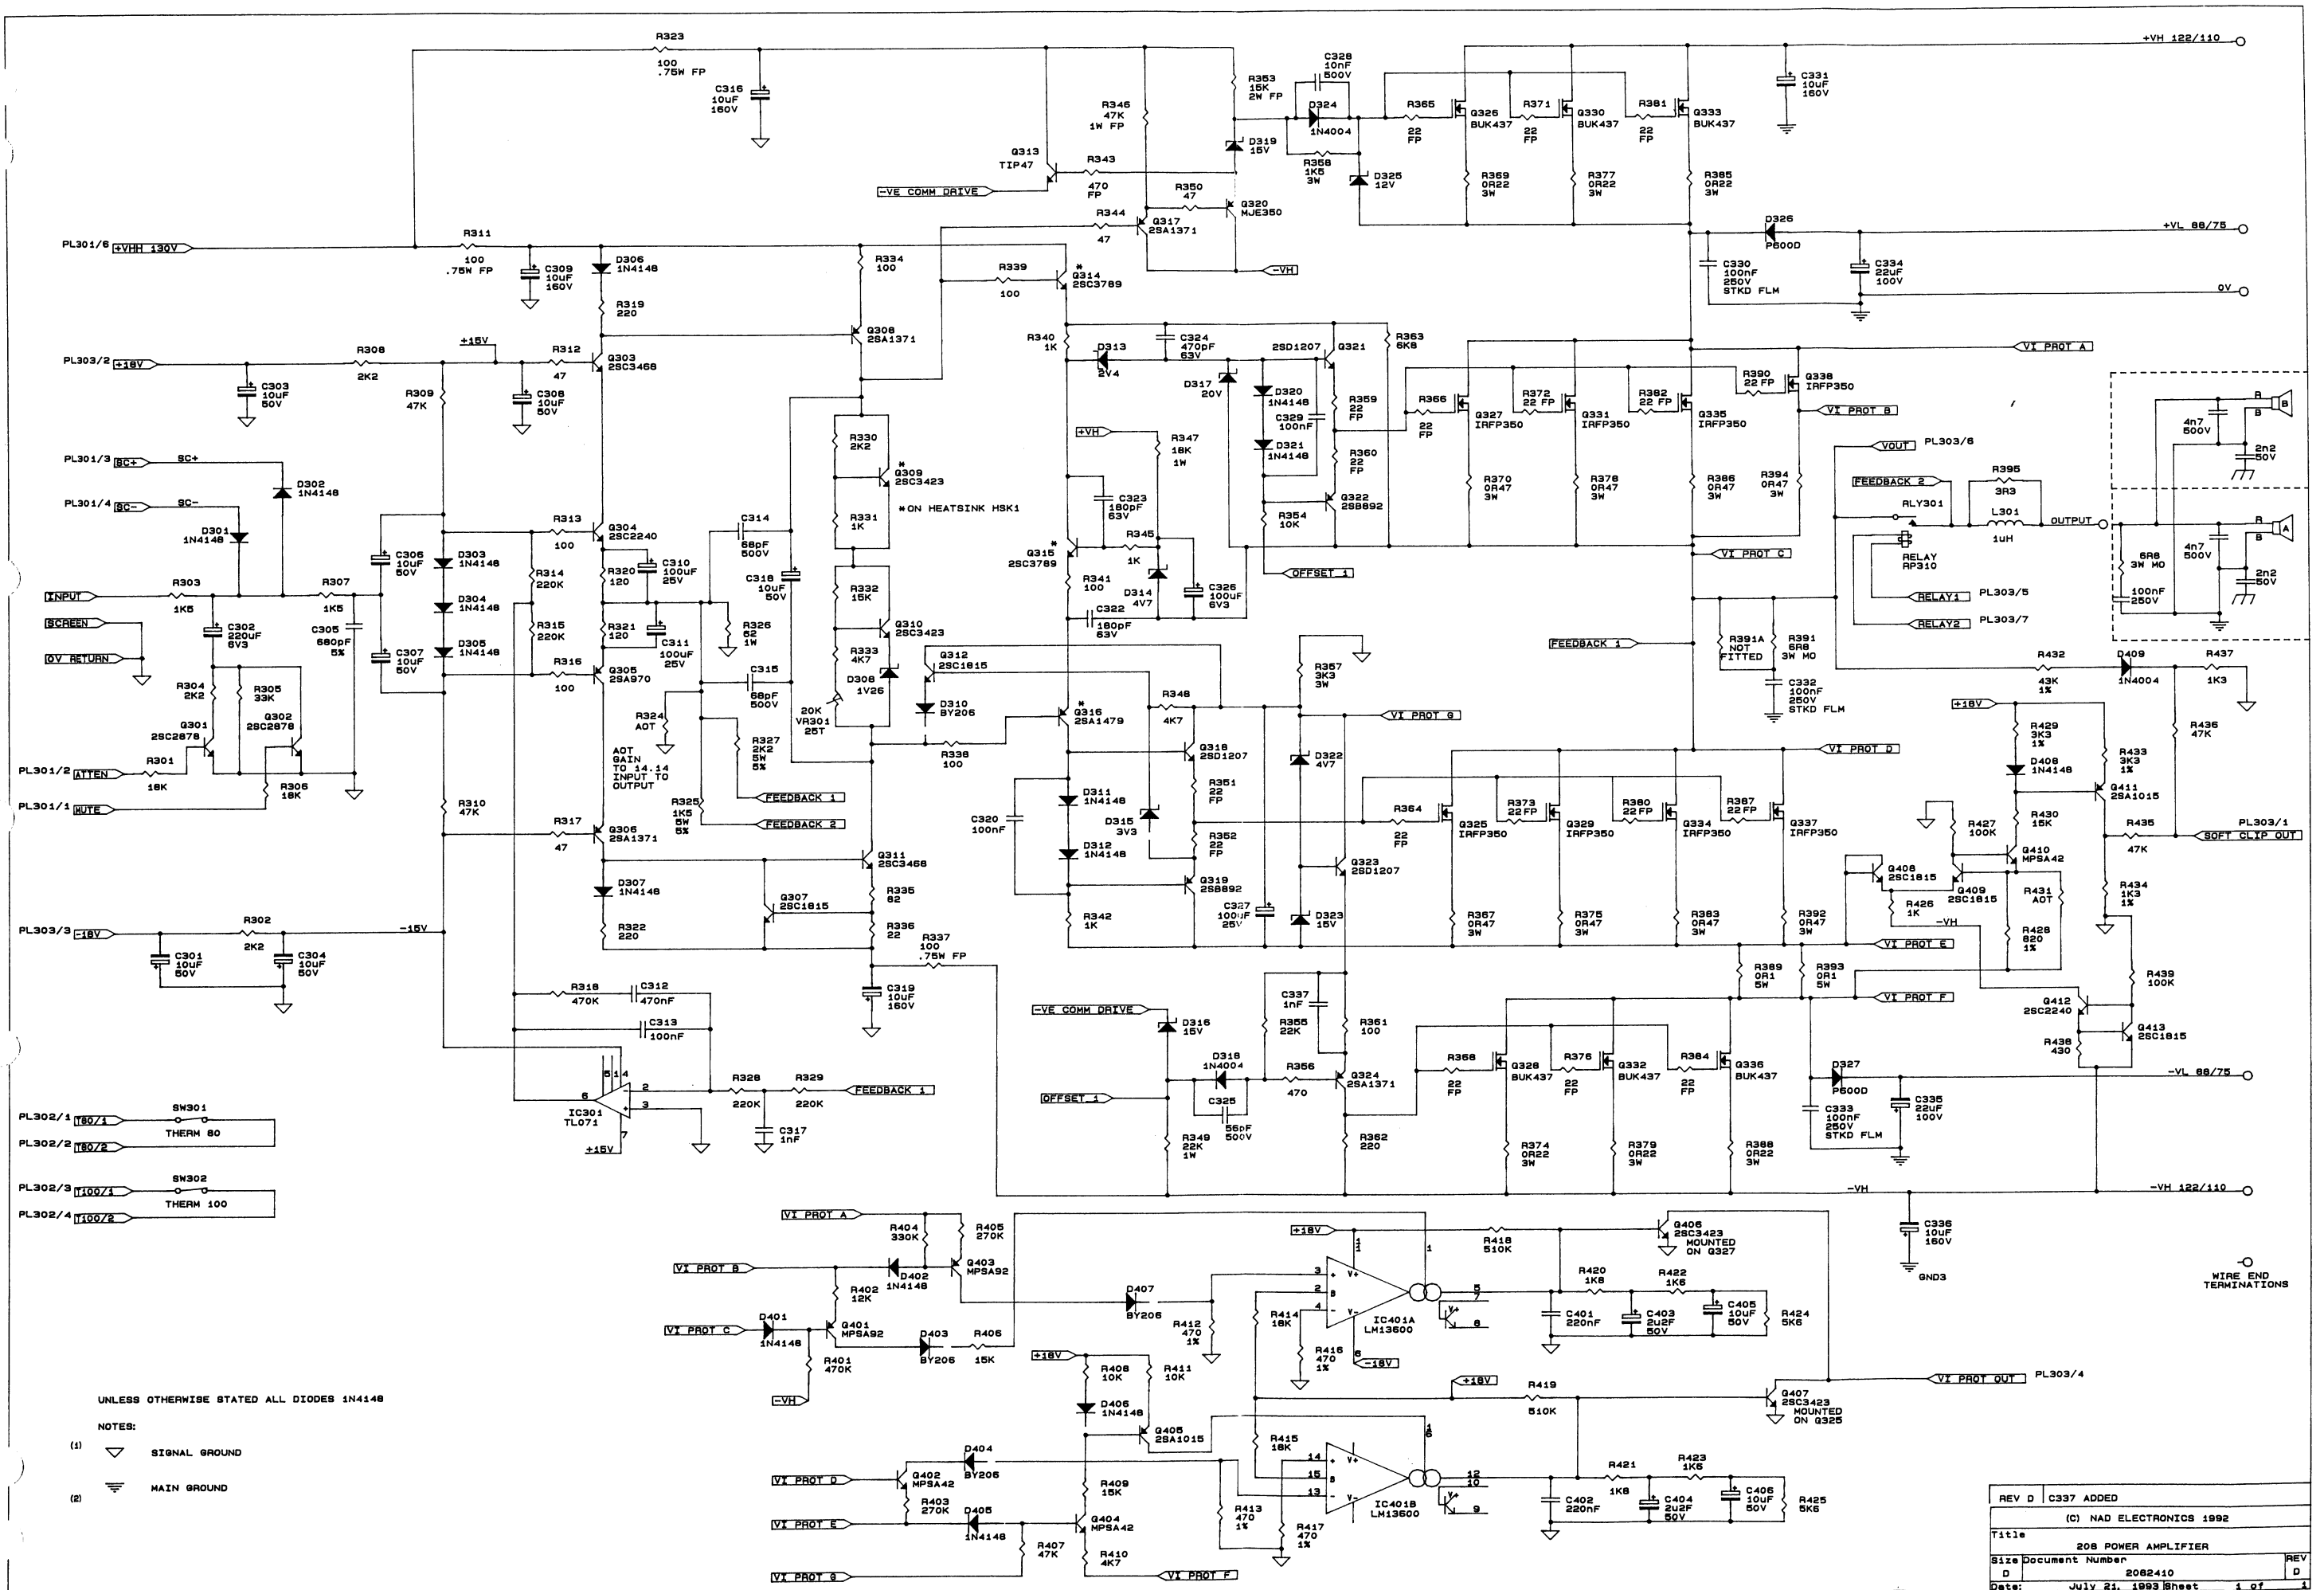 R323
100
.75W FP
C316
10uF
160V
R346
47K
1W FP
R353
15K
2W FP
C328
10nF
500V
D324
1N4004
R358
1K5
3W
D319
15V
D325
12V
R365
22
FP
Q326
BUK437
R371
22
FP
Q330
BUK437
R381
22
FP
Q333
BUK437
C331
10uF
160V
+VH 122/110
R369
0R22
3W
R377
0R22
3W
R385
0R22
3W
Q313
TIP47
R343
470
FP
-VE COMM DRIVE
R350
47
Q320
MJE350
R344
47
Q317
2SA1371
-VH
D326
P600D
+VL 88/75
C330
100nF
250V
STKD FLM
C334
22uF
100V
0V
PL301/6 +VHH 130V
R311
100
.75W FP
C309
10uF
160V
D306
1N4148
R319
220
R334
100
R339
100
*
Q314
2SC3789
Q308
2SA1371
PL303/2 +18V
C303
10uF
50V
R308
2K2
+15V
R309
47K
C308
10uF
50V
R312
47
Q303
2SC3468
R340
1K
D313
2V4
C324
470pF
63V
2SD1207
Q321
R363
6K8
D317
20V
D320
1N4148
C329
100nF
D321
1N4148
R359
22
FP
R360
22
FP
Q322
2SB892
R354
10K
OFFSET 1
R366
22
FP
Q327
IRFP350
R372
22 FP
Q331
IRFP350
R382
22 FP
Q335
IRFP350
R390
22 FP
Q338
IRFP350
VI PROT A
VI PROT B
VI PROT C
R370
0R47
3W
R378
0R47
3W
R386
0R47
3W
R394
0R47
3W
VOUT PL303/6
FEEDBACK 2
RLY301
RELAY
RP310
R395
3R3
L301
1uH
OUTPUT
RELAY1 PL303/5
RELAY2 PL303/7
4n7
500V
2n2
50V
R
B
B
4n7
500V
2n2
50V
R
A
B
6R8
3W MO
100nF
250V
PL301/3 SC+
SC+
PL301/4 SC-
SC-
D302
1N4148
D301
1N4148
INPUT
R303
1K5
R307
1K5
SCREEN
0V RETURN
C302
220uF
6V3
C305
680pF
5%
C306
10uF
50V
C307
10uF
50V
D303
1N4148
D304
1N4148
D305
1N4148
R304
2K2
R305
33K
Q301
2SC2878
Q302
2SC2878
PL301/2 ATTEN
R301
18K
PL301/1 MUTE
R306
18K
R313
100
Q304
2SC2240
R314
220K
R315
220K
R316
100
R320
120
R321
120
C310
100uF
25V
C311
100uF
25V
Q305
2SA970
C314
68pF
500V
C318
10uF
50V
R326
82
1W
C315
68pF
500V
R324
AOT
AOT
GAIN
TO 14.14
INPUT TO
OUTPUT
R327
2K2
5W
5%
R325
1K5
5W
5%
FEEDBACK 1
FEEDBACK 2
R330
2K2
*
Q309
2SC3423
R331
1K
*ON HEATSINK HSK1
R332
15K
Q310
2SC3423
R333
4K7
D308
1V26
20K
VR301
25T
Q312
2SC1815
D310
BY206
R338
100
+VH
R347
18K
1W
C323
180pF
63V
R345
1K
*
Q315
2SC3789
R341
100
C322
180pF
63V
D314
4V7
C326
100uF
6V3
*
Q316
2SA1479
R348
4K7
Q318
2SD1207
R351
22
FP
R352
22
FP
D315
3V3
Q319
2SB892
C320
100nF
D311
1N4148
D312
1N4148
R342
1K
R357
3K3
3W
VI PROT G
D322
4V7
Q323
2SD1207
C327
100uF
25V
D323
15V
FEEDBACK 1
R391A
NOT
FITTED
R391
6R8
3W MO
C332
100nF
250V
STKD FLM
VI PROT D
R364
22
FP
Q325
IRFP350
R373
22 FP
Q329
IRFP350
R380
22 FP
Q334
IRFP350
R387
22 FP
Q337
IRFP350
R367
0R47
3W
R375
0R47
3W
R383
0R47
3W
R392
0R47
3W
R432
43K
1%
D409
1N4004
R437
1K3
+18V
R429
3K3
1%
D408
1N4148
R433
3K3
1%
R436
47K
Q411
2SA1015
R427
100K
R430
15K
R435
47K
PL303/1
SOFT CLIP OUT
Q408
2SC1815
Q409
2SC1815
Q410
MPSA42
R431
AOT
R434
1K3
1%
R426
1K
-VH
R428
820
1%
VI PROT E
R389
0R1
5W
R393
0R1
5W
VI PROT F
R439
100K
Q412
2SC2240
Q413
2SC1815
R438
430
R310
47K
R317
47
Q306
2SA1371
D307
1N4148
R322
220
Q307
2SC1815
Q311
2SC3468
R335
82
R336
22
R337
100
.75W FP
C319
10uF
160V
PL303/3 -18V
R302
2K2
-15V
C301
10uF
50V
C304
10uF
50V
R318
470K
C312
470nF
C313
100nF
5 1 4
6
2
3
7
IC301
TL071
+15V
R328
220K
R329
220K
FEEDBACK 1
C317
1nF
-VE COMM DRIVE
D316
15V
D318
1N4004
C325
56pF
500V
OFFSET 1
R349
22K
1W
R355
22K
C337
1nF
R361
100
R356
470
Q324
2SA1371
R362
220
R368
22
FP
Q328
BUK437
R376
22
FP
Q332
BUK437
R384
22
FP
Q336
BUK437
R374
0R22
3W
R379
0R22
3W
R388
0R22
3W
D327
P600D
C333
100nF
250V
STKD FLM
C335
22uF
100V
-VL 88/75
-VH
-VH 122/110
C336
10uF
160V
GND3
WIRE END
TERMINATIONS
PL302/1 T80/1
SW301
THERM 80
PL302/2 T80/2
PL302/3 T100/1
SW302
THERM 100
PL302/4 T100/2
VI PROT A
R404
330K
R405
270K
VI PROT B
D402
1N4148
Q403
MPSA92
R402
12K
VI PROT C
D401
1N4148
Q401
MPSA92
D403
BY206
R406
15K
R401
470K
-VH
D407
BY206
R412
470
1%
R414
18K
R416
470
1%
+18V
1
1
1
3
2
4
+
B
-
V+
V-
6
-18V
IC401A
LM13600
5
7
V+
8
R418
510K
Q406
2SC3423
MOUNTED
ON Q327
R420
1K8
R422
1K6
C401
220nF
C403
2u2F
50V
C405
10uF
50V
R424
5K6
+18V
R408
10K
R411
10K
D406
1N4148
Q405
2SA1015
R409
15K
+18V
R419
510K
Q407
2SC3423
MOUNTED
ON Q325
VI PROT OUT PL303/4
R415
18K
14
15
13
+
B
-
V+
V-
IC401B
LM13600
12
10
V+
9
R421
1K8
R423
1K6
C402
220nF
C404
2u2F
50V
C406
10uF
50V
R425
5K6
VI PROT D
Q402
MPSA42
D404
BY206
R403
270K
VI PROT E
D405
1N4148
Q404
MPSA42
R413
470
1%
R417
470
1%
R407
47K
R410
4K7
VI PROT G
VI PROT F
UNLESS OTHERWISE STATED ALL DIODES 1N4148
NOTES:
(1) SIGNAL GROUND
(2) MAIN GROUND
REV D C337 ADDED
(C) NAD ELECTRONICS 1992
Title
208 POWER AMPLIFIER
Size Document Number REV
D 2082410 D
Date: July 21, 1993 Sheet 1 of 1